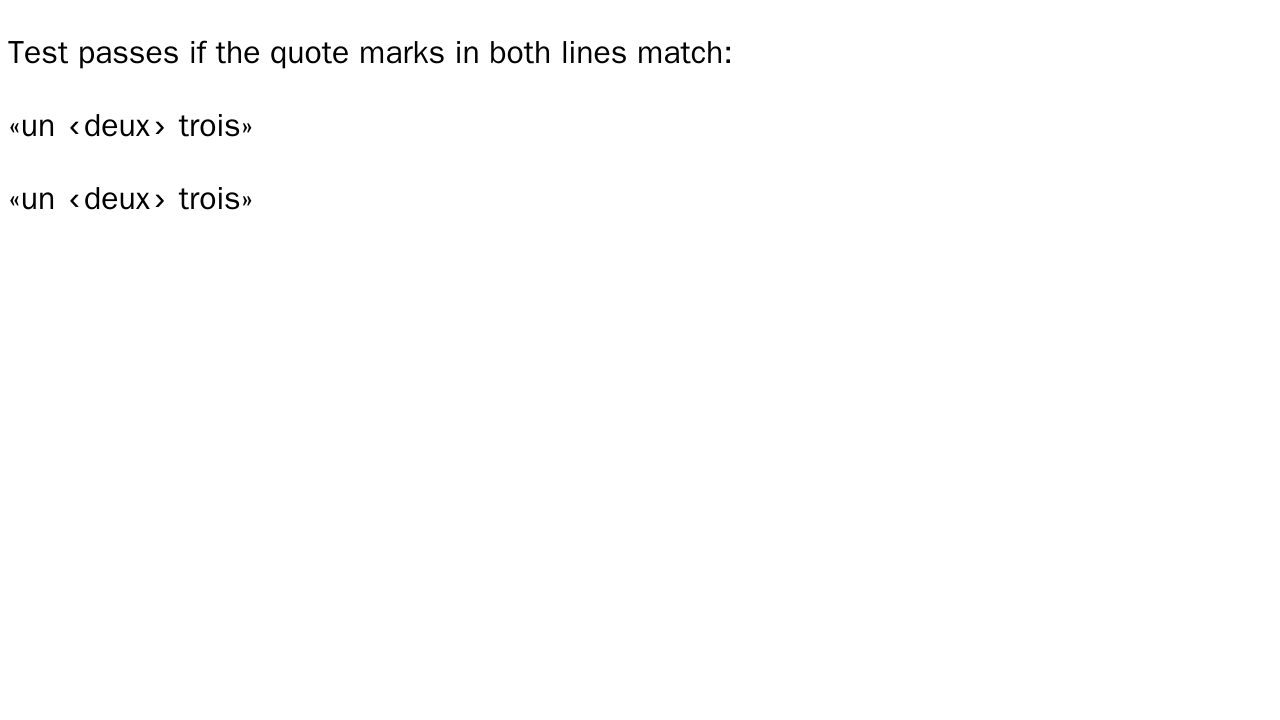 Test passes if the quote marks in both lines match:
«un ‹deux› trois»
«un ‹deux› trois»